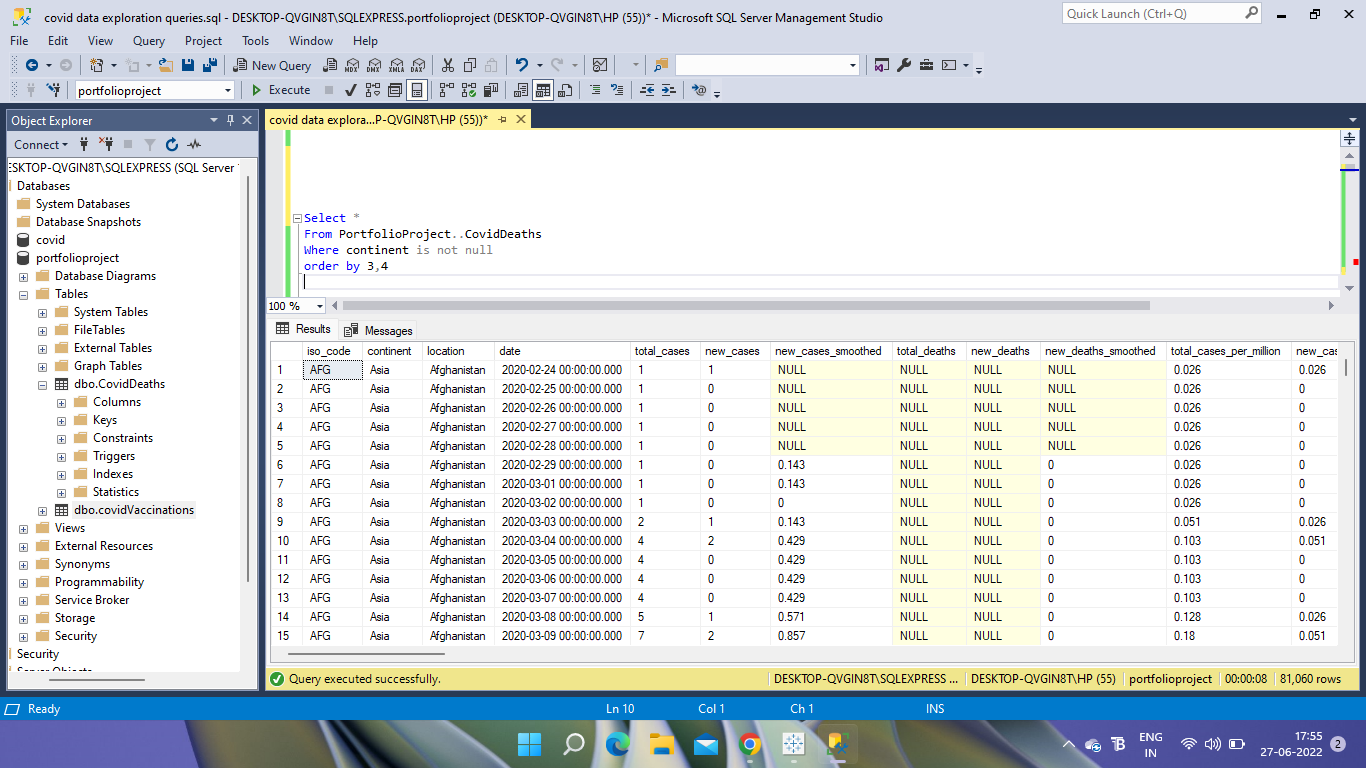 covid data exploration queries.sql - DESKTOP-QVGIN8T\SQLEXPRESS.portfolioproject (DESKTOP-QVGIN8T\HP (55))* - Microsoft SQL Server Management Studio
Quick Launch (Ctrl+Q)
File Edit View Query Project Tools Window Help
New Query MDX DMX XMLA DAX
portfolioproject Execute
Object Explorer
covid data explora...P-QVGIN8T\HP (55))*
Connect
ESKTOP-QVGIN8T\SQLEXPRESS (SQL Server
Databases
System Databases
Database Snapshots
covid
portfolioproject
Database Diagrams
Tables
System Tables
FileTables
External Tables
Graph Tables
dbo.CovidDeaths
Columns
Keys
Constraints
Triggers
Indexes
Statistics
dbo.covidVaccinations
Views
External Resources
Synonyms
Programmability
Service Broker
Storage
Security
Security
Server Objects
Select *
From PortfolioProject..CovidDeaths
Where continent is not null
order by 3,4
100 %
Results Messages
iso_code continent location date total_cases new_cases new_cases_smoothed total_deaths new_deaths new_deaths_smoothed total_cases_per_million new_cas
1 AFG Asia Afghanistan 2020-02-24 00:00:00.000 1 1 NULL NULL NULL NULL 0.026 0.026
2 AFG Asia Afghanistan 2020-02-25 00:00:00.000 1 0 NULL NULL NULL NULL 0.026 0
3 AFG Asia Afghanistan 2020-02-26 00:00:00.000 1 0 NULL NULL NULL NULL 0.026 0
4 AFG Asia Afghanistan 2020-02-27 00:00:00.000 1 0 NULL NULL NULL NULL 0.026 0
5 AFG Asia Afghanistan 2020-02-28 00:00:00.000 1 0 NULL NULL NULL NULL 0.026 0
6 AFG Asia Afghanistan 2020-02-29 00:00:00.000 1 0 0.143 NULL NULL 0 0.026 0
7 AFG Asia Afghanistan 2020-03-01 00:00:00.000 1 0 0.143 NULL NULL 0 0.026 0
8 AFG Asia Afghanistan 2020-03-02 00:00:00.000 1 0 0 NULL NULL 0 0.026 0
9 AFG Asia Afghanistan 2020-03-03 00:00:00.000 2 1 0.143 NULL NULL 0 0.051 0.026
10 AFG Asia Afghanistan 2020-03-04 00:00:00.000 4 2 0.429 NULL NULL 0 0.103 0.051
11 AFG Asia Afghanistan 2020-03-05 00:00:00.000 4 0 0.429 NULL NULL 0 0.103 0
12 AFG Asia Afghanistan 2020-03-06 00:00:00.000 4 0 0.429 NULL NULL 0 0.103 0
13 AFG Asia Afghanistan 2020-03-07 00:00:00.000 4 0 0.429 NULL NULL 0 0.103 0
14 AFG Asia Afghanistan 2020-03-08 00:00:00.000 5 1 0.571 NULL NULL 0 0.128 0.026
15 AFG Asia Afghanistan 2020-03-09 00:00:00.000 7 2 0.857 NULL NULL 0 0.18 0.051
Query executed successfully. DESKTOP-QVGIN8T\SQLEXPRESS ... DESKTOP-QVGIN8T\HP (55) portfolioproject 00:00:08 81,060 rows
Ready Ln 10 Col 1 Ch 1 INS
ENG
IN
17:55
27-06-2022
2